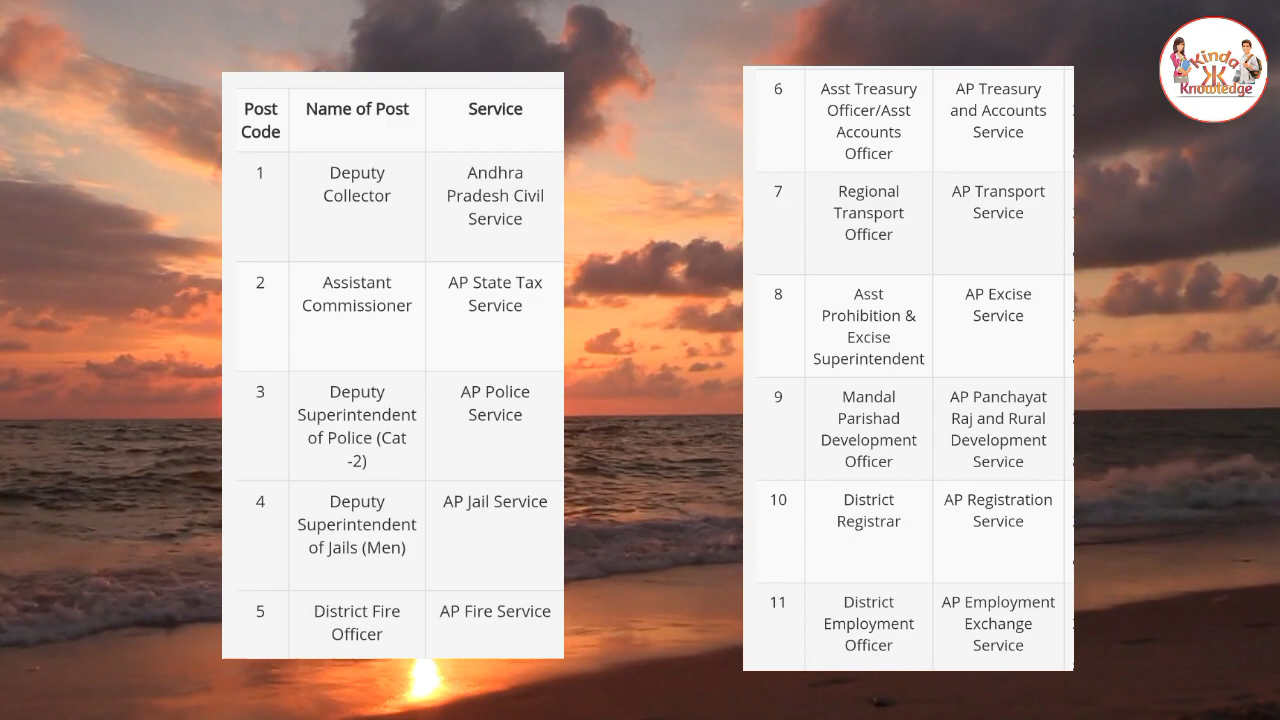 Post Name of Post Service
Code
1 Deputy Andhra
Collector Pradesh Civil
Service
2 Assistant AP State Tax
Commissioner Service
3 Deputy AP Police
Superintendent Service
of Police (Cat
-2)
4 Deputy AP Jail Service
Superintendent
of Jails (Men)
5 District Fire AP Fire Service
Officer
6 Asst Treasury AP Treasury
Officer/Asst and Accounts
Accounts Service
Officer
7 Regional AP Transport
Transport Service
Officer
8 Asst AP Excise
Prohibition & Service
Excise
Superintendent
9 Mandal AP Panchayat
Parishad Raj and Rural
Development Development
Officer Service
10 District AP Registration
Registrar Service
11 District AP Employment
Employment Exchange
Officer Service
Kinda
KK
Knowledge